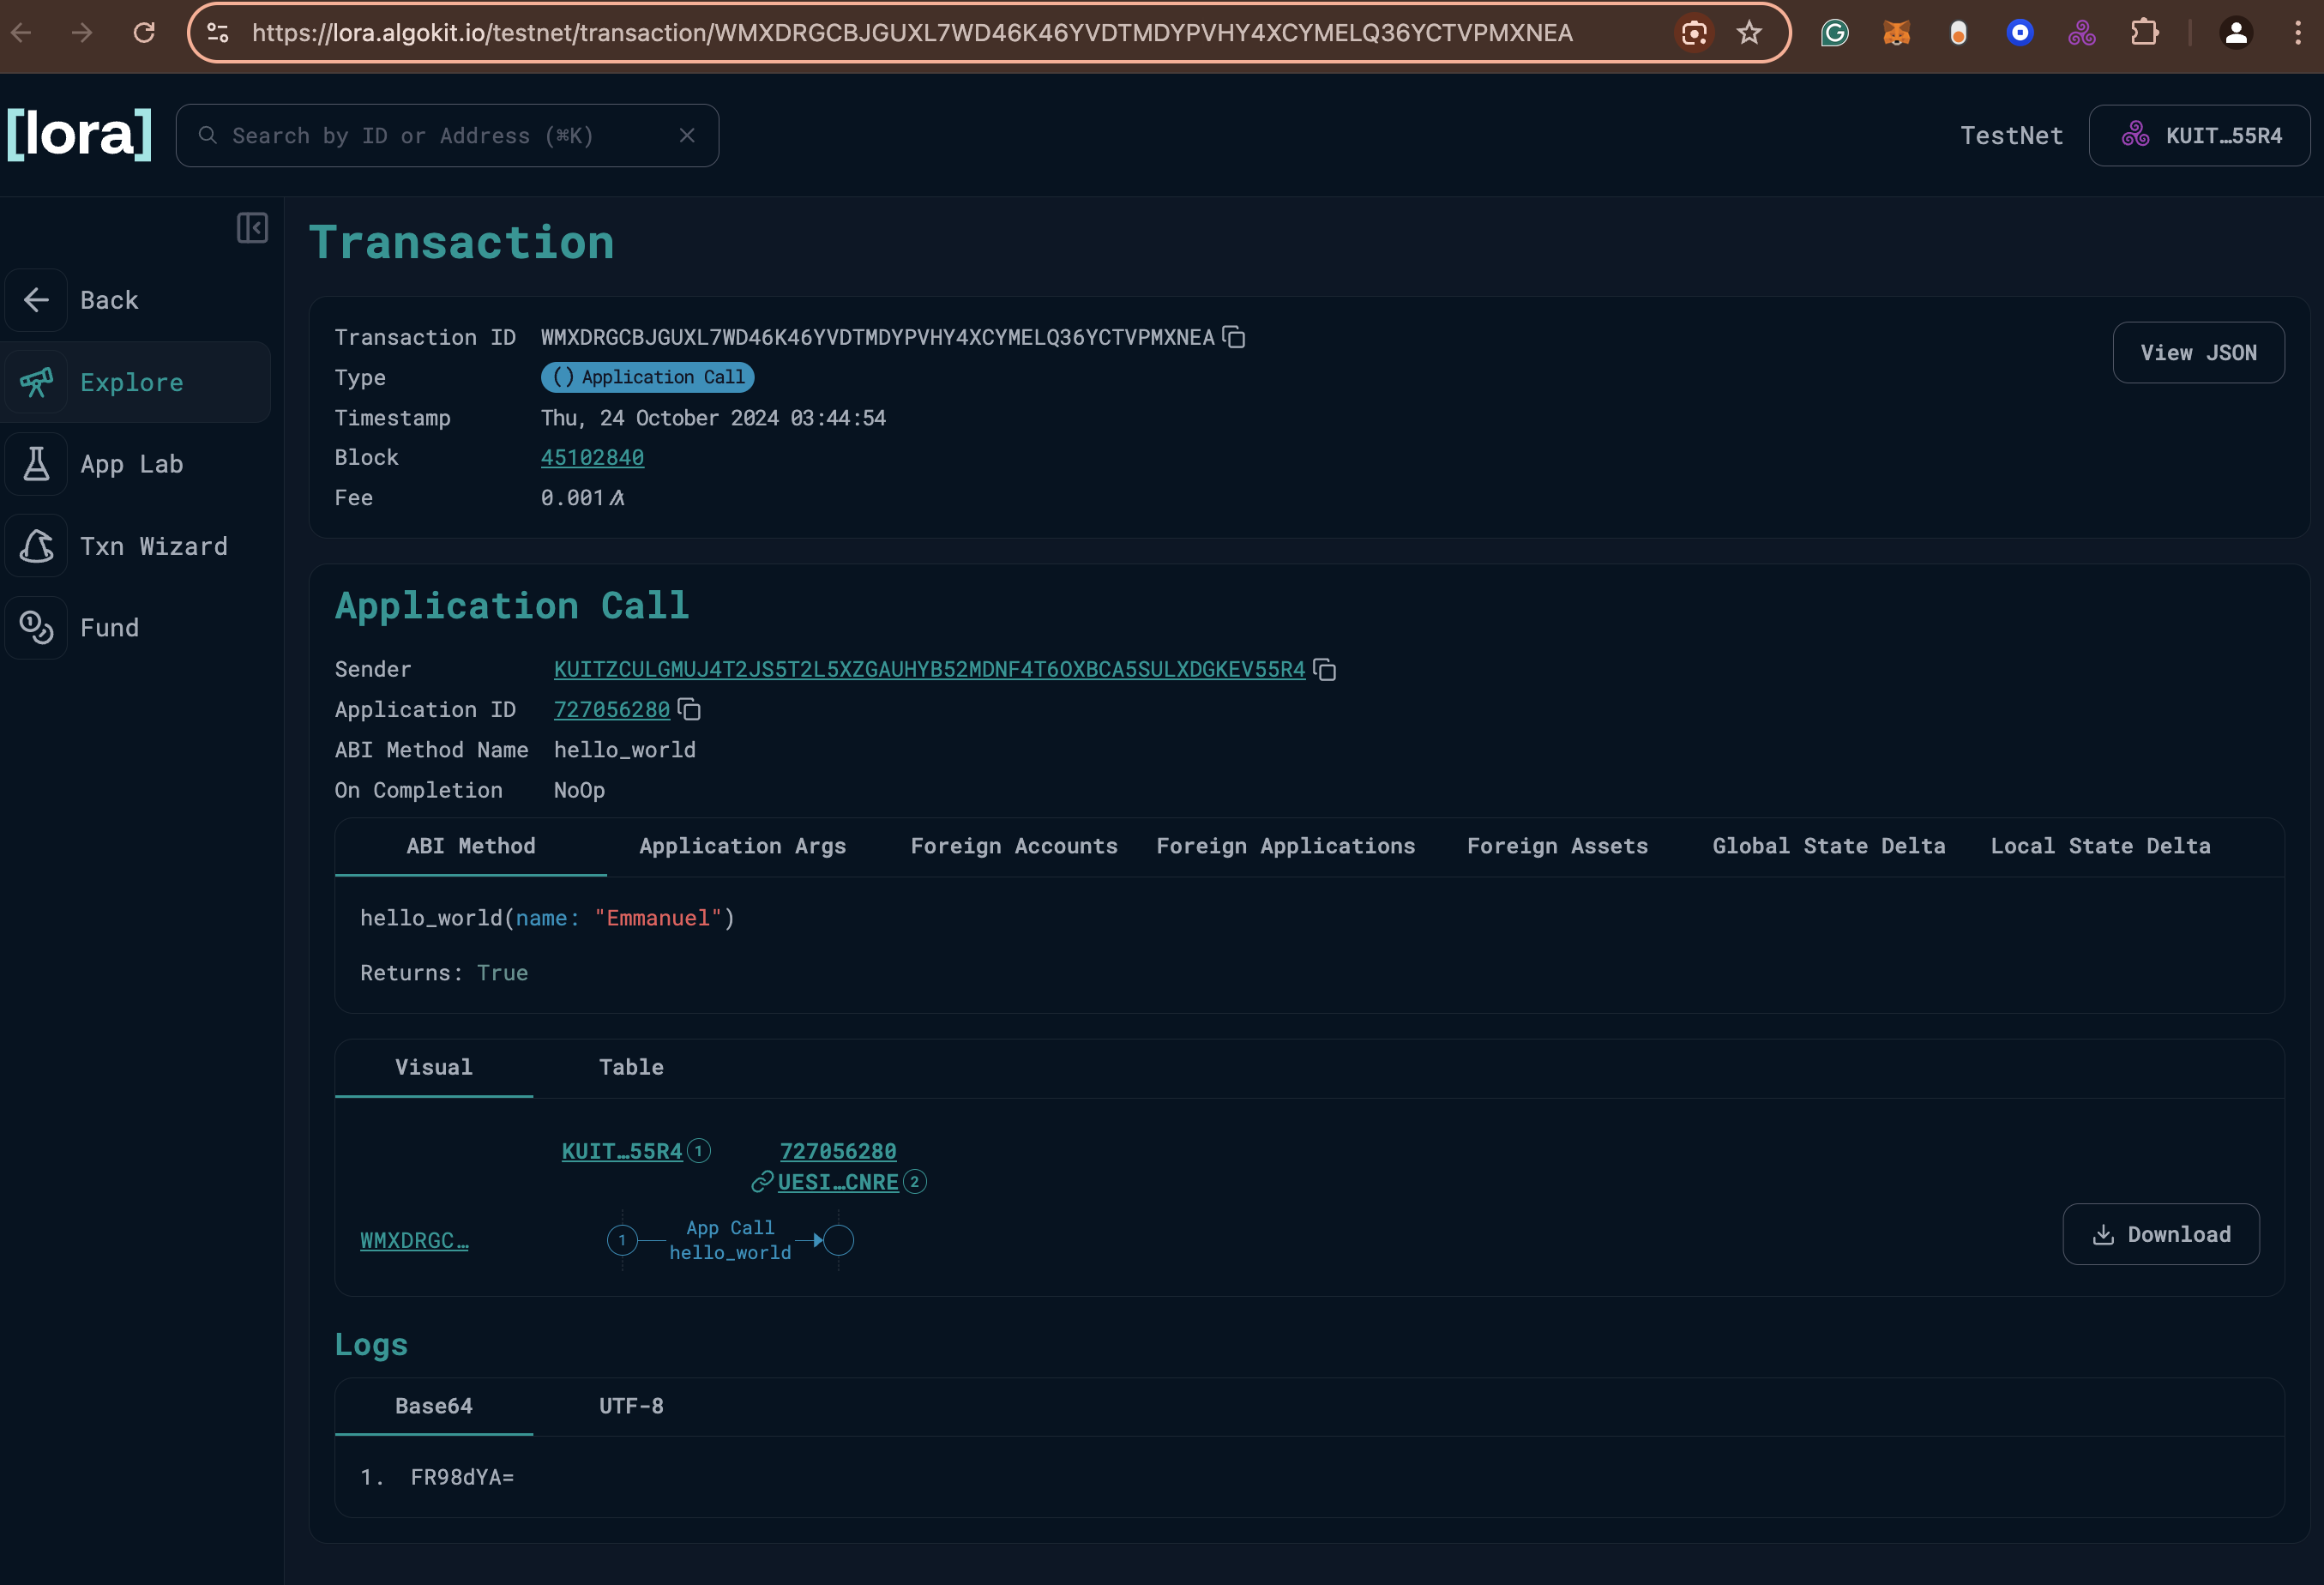 https://lora.algokit.io/testnet/transaction/WMXDRGCBJGUXL7WD46K46YVDTMDYPVHY4XCYMELQ36YCTVPMXNEA
[lora]
Search by ID or Address (⌘K)
TestNet
KUIT…55R4
Back
Explore
App Lab
Txn Wizard
Fund
Transaction
Transaction ID WMXDRGCBJGUXL7WD46K46YVDTMDYPVHY4XCYMELQ36YCTVPMXNEA
View JSON
Type () Application Call
Timestamp Thu, 24 October 2024 03:44:54
Block 45102840
Fee 0.001
Application Call
Sender KUITZCULGMUJ4T2JS5T2L5XZGAUHYB52MDNF4T6OXBCA5SULXDGKEV55R4
Application ID 727056280
ABI Method Name hello_world
On Completion NoOp
ABI Method Application Args Foreign Accounts Foreign Applications Foreign Assets Global State Delta Local State Delta
hello_world(name: "Emmanuel")
Returns: True
Visual Table
KUIT…55R4 1 727056280
UESI…CNRE 2
WMXDRGC… 1 App Call
hello_world
Download
Logs
Base64 UTF-8
1. FR98dYA=